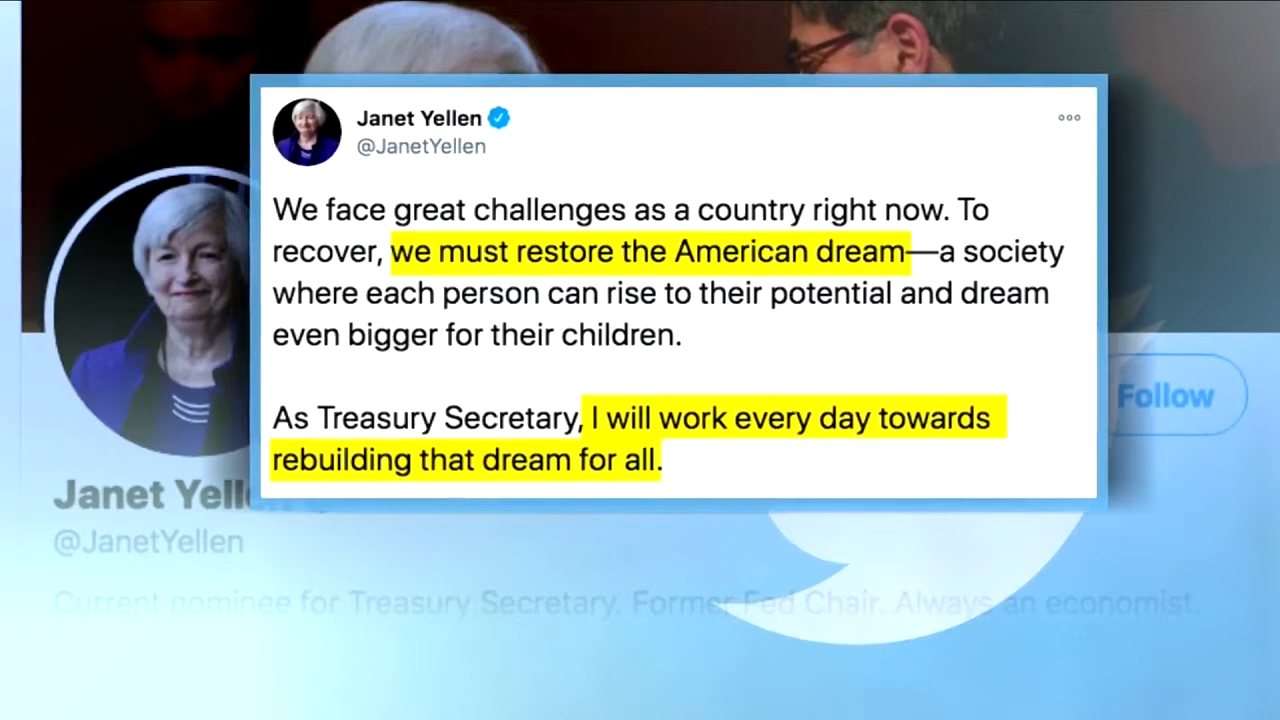 Janet Yellen
@JanetYellen
We face great challenges as a country right now. To
recover, we must restore the American dream—a society
where each person can rise to their potential and dream
even bigger for their children.
As Treasury Secretary, I will work every day towards
rebuilding that dream for all.
Follow
Janet Yelle
@JanetYellen
Current nominee for Treasury Secretary. Former Fed Chair. Always an economist.